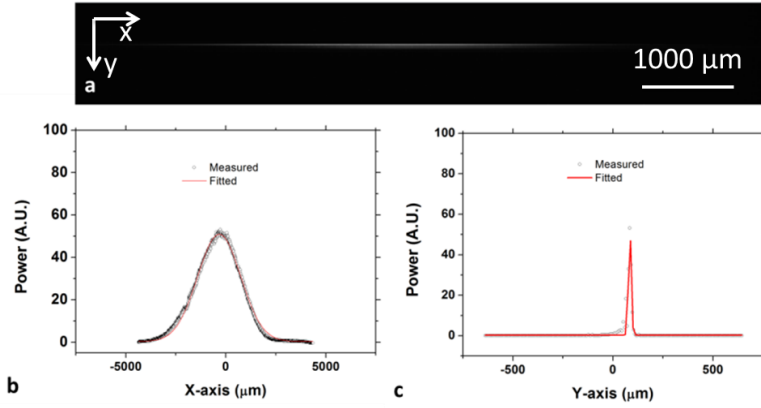 x
y
a
1000 μm
100
80
60
40
20
0
Power (A.U.)
Measured
Fitted
-5000
0
5000
X-axis (μm)
b
100
80
60
40
20
0
Power (A.U.)
Measured
Fitted
-500
0
500
Y-axis (μm)
c